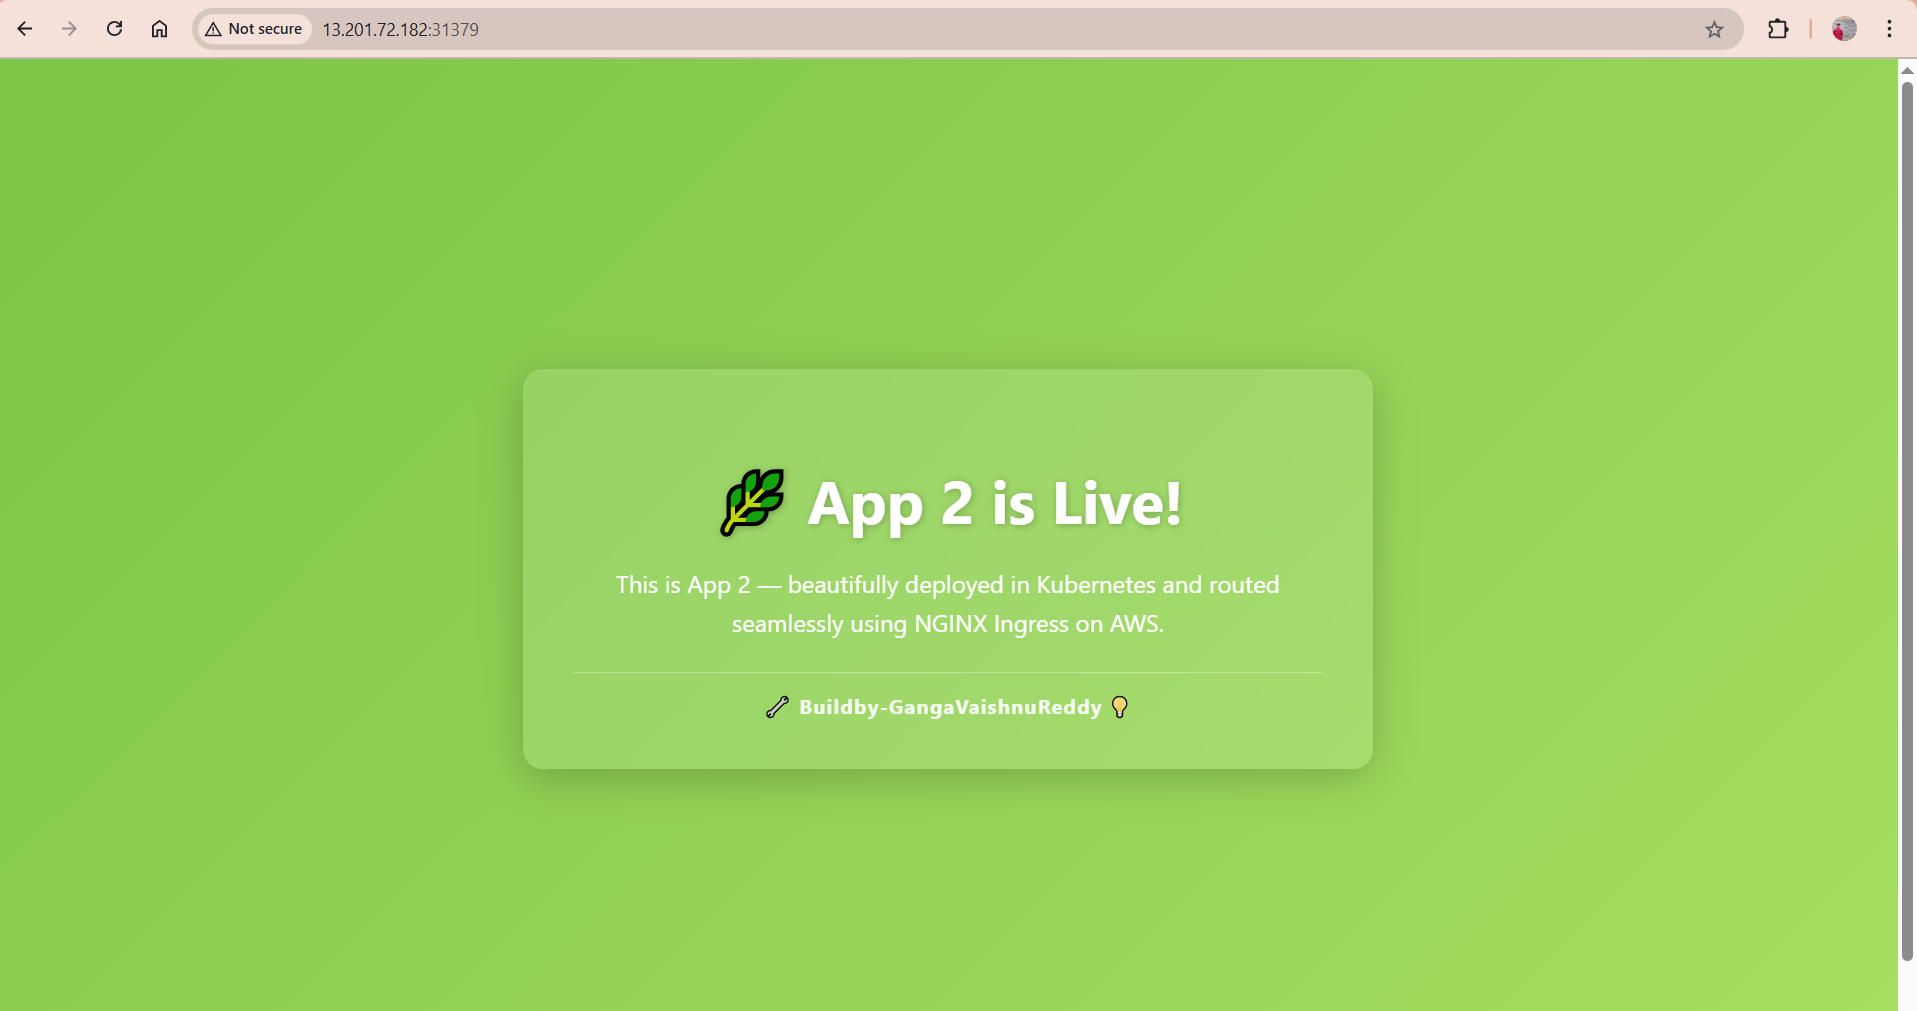 Not secure
13.201.72.182:31379
App 2 is Live!
This is App 2 — beautifully deployed in Kubernetes and routed
seamlessly using NGINX Ingress on AWS.
Buildby-GangaVaishnuReddy